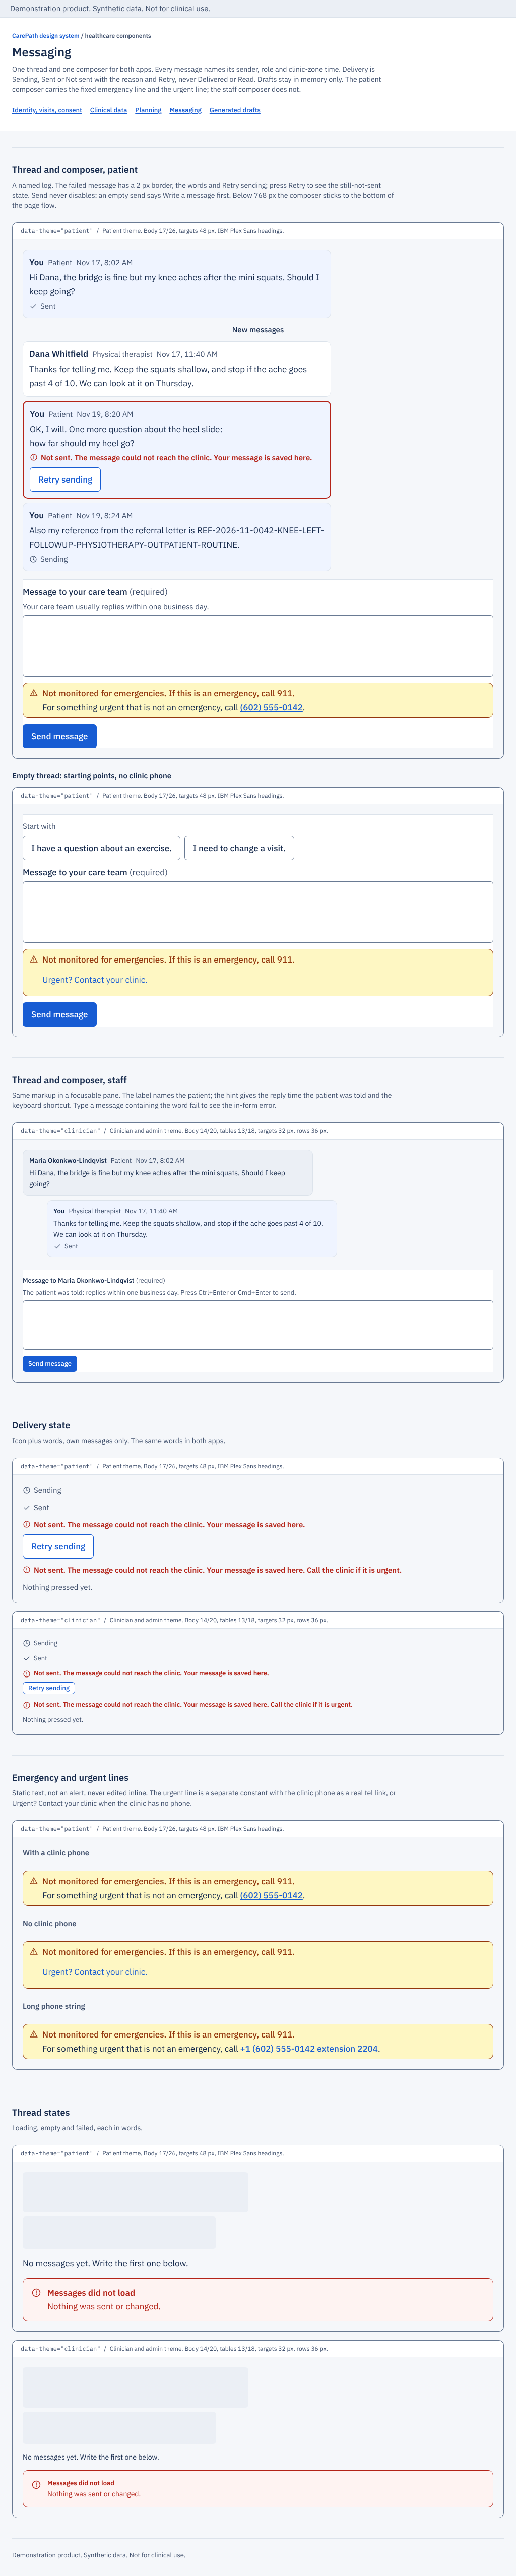 Demonstration product. Synthetic data. Not for clinical use.
CarePath design system / healthcare components
Messaging
One thread and one composer for both apps. Every message names its sender, role and clinic-zone time. Delivery is
Sending, Sent or Not sent with the reason and Retry, never Delivered or Read. Drafts stay in memory only. The patient
composer carries the fixed emergency line and the urgent line; the staff composer does not.
Identity, visits, consent Clinical data Planning Messaging Generated drafts
Thread and composer, patient
A named log. The failed message has a 2 px border, the words and Retry sending; press Retry to see the still-not-sent
state. Send never disables: an empty send says Write a message first. Below 768 px the composer sticks to the bottom of
the page flow.
data-theme="patient" / Patient theme. Body 17/26, targets 48 px, IBM Plex Sans headings.
You Patient Nov 17, 8:02 AM
Hi Dana, the bridge is fine but my knee aches after the mini squats. Should I
keep going?
Sent
New messages
Dana Whitfield Physical therapist Nov 17, 11:40 AM
Thanks for telling me. Keep the squats shallow, and stop if the ache goes
past 4 of 10. We can look at it on Thursday.
You Patient Nov 19, 8:20 AM
OK, I will. One more question about the heel slide:
how far should my heel go?
Not sent. The message could not reach the clinic. Your message is saved here.
Retry sending
You Patient Nov 19, 8:24 AM
Also my reference from the referral letter is REF-2026-11-0042-KNEE-LEFT-
FOLLOWUP-PHYSIOTHERAPY-OUTPATIENT-ROUTINE.
Sending
Message to your care team (required)
Your care team usually replies within one business day.
Not monitored for emergencies. If this is an emergency, call 911.
For something urgent that is not an emergency, call (602) 555-0142.
Send message
Empty thread: starting points, no clinic phone
data-theme="patient" / Patient theme. Body 17/26, targets 48 px, IBM Plex Sans headings.
Start with
I have a question about an exercise. I need to change a visit.
Message to your care team (required)
Not monitored for emergencies. If this is an emergency, call 911.
Urgent? Contact your clinic.
Send message
Thread and composer, staff
Same markup in a focusable pane. The label names the patient; the hint gives the reply time the patient was told and the
keyboard shortcut. Type a message containing the word fail to see the in-form error.
data-theme="clinician" / Clinician and admin theme. Body 14/20, tables 13/18, targets 32 px, rows 36 px.
Maria Okonkwo-Lindqvist Patient Nov 17, 8:02 AM
Hi Dana, the bridge is fine but my knee aches after the mini squats. Should I keep
going?
You Physical therapist Nov 17, 11:40 AM
Thanks for telling me. Keep the squats shallow, and stop if the ache goes past 4 of 10.
We can look at it on Thursday.
Sent
Message to Maria Okonkwo-Lindqvist (required)
The patient was told: replies within one business day. Press Ctrl+Enter or Cmd+Enter to send.
Send message
Delivery state
Icon plus words, own messages only. The same words in both apps.
data-theme="patient" / Patient theme. Body 17/26, targets 48 px, IBM Plex Sans headings.
Sending
Sent
Not sent. The message could not reach the clinic. Your message is saved here.
Retry sending
Not sent. The message could not reach the clinic. Your message is saved here. Call the clinic if it is urgent.
Nothing pressed yet.
data-theme="clinician" / Clinician and admin theme. Body 14/20, tables 13/18, targets 32 px, rows 36 px.
Sending
Sent
Not sent. The message could not reach the clinic. Your message is saved here.
Retry sending
Not sent. The message could not reach the clinic. Your message is saved here. Call the clinic if it is urgent.
Nothing pressed yet.
Emergency and urgent lines
Static text, not an alert, never edited inline. The urgent line is a separate constant with the clinic phone as a real tel link, or
Urgent? Contact your clinic when the clinic has no phone.
data-theme="patient" / Patient theme. Body 17/26, targets 48 px, IBM Plex Sans headings.
With a clinic phone
Not monitored for emergencies. If this is an emergency, call 911.
For something urgent that is not an emergency, call (602) 555-0142.
No clinic phone
Not monitored for emergencies. If this is an emergency, call 911.
Urgent? Contact your clinic.
Long phone string
Not monitored for emergencies. If this is an emergency, call 911.
For something urgent that is not an emergency, call +1 (602) 555-0142 extension 2204.
Thread states
Loading, empty and failed, each in words.
data-theme="patient" / Patient theme. Body 17/26, targets 48 px, IBM Plex Sans headings.
No messages yet. Write the first one below.
Messages did not load
Nothing was sent or changed.
data-theme="clinician" / Clinician and admin theme. Body 14/20, tables 13/18, targets 32 px, rows 36 px.
No messages yet. Write the first one below.
Messages did not load
Nothing was sent or changed.
Demonstration product. Synthetic data. Not for clinical use.